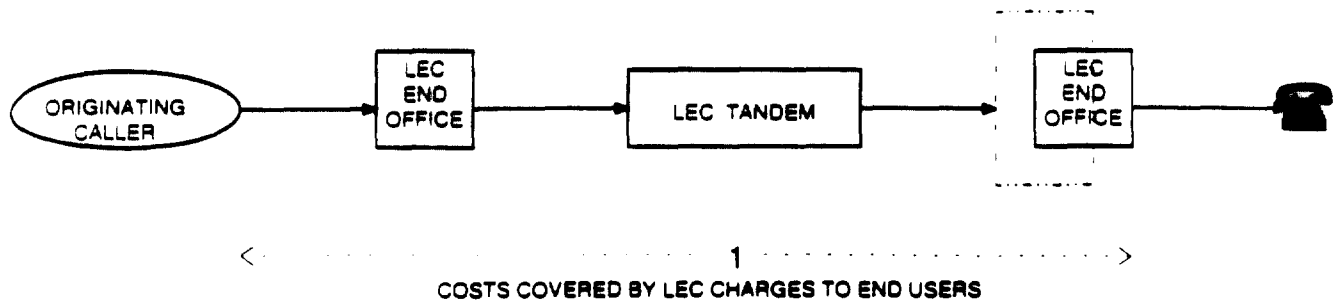 ORIGINATING
CALLER
LEC
END
OFFICE
LEC TANDEM
LEC
END
OFFICE
1
COSTS COVERED BY LEC CHARGES TO END USERS